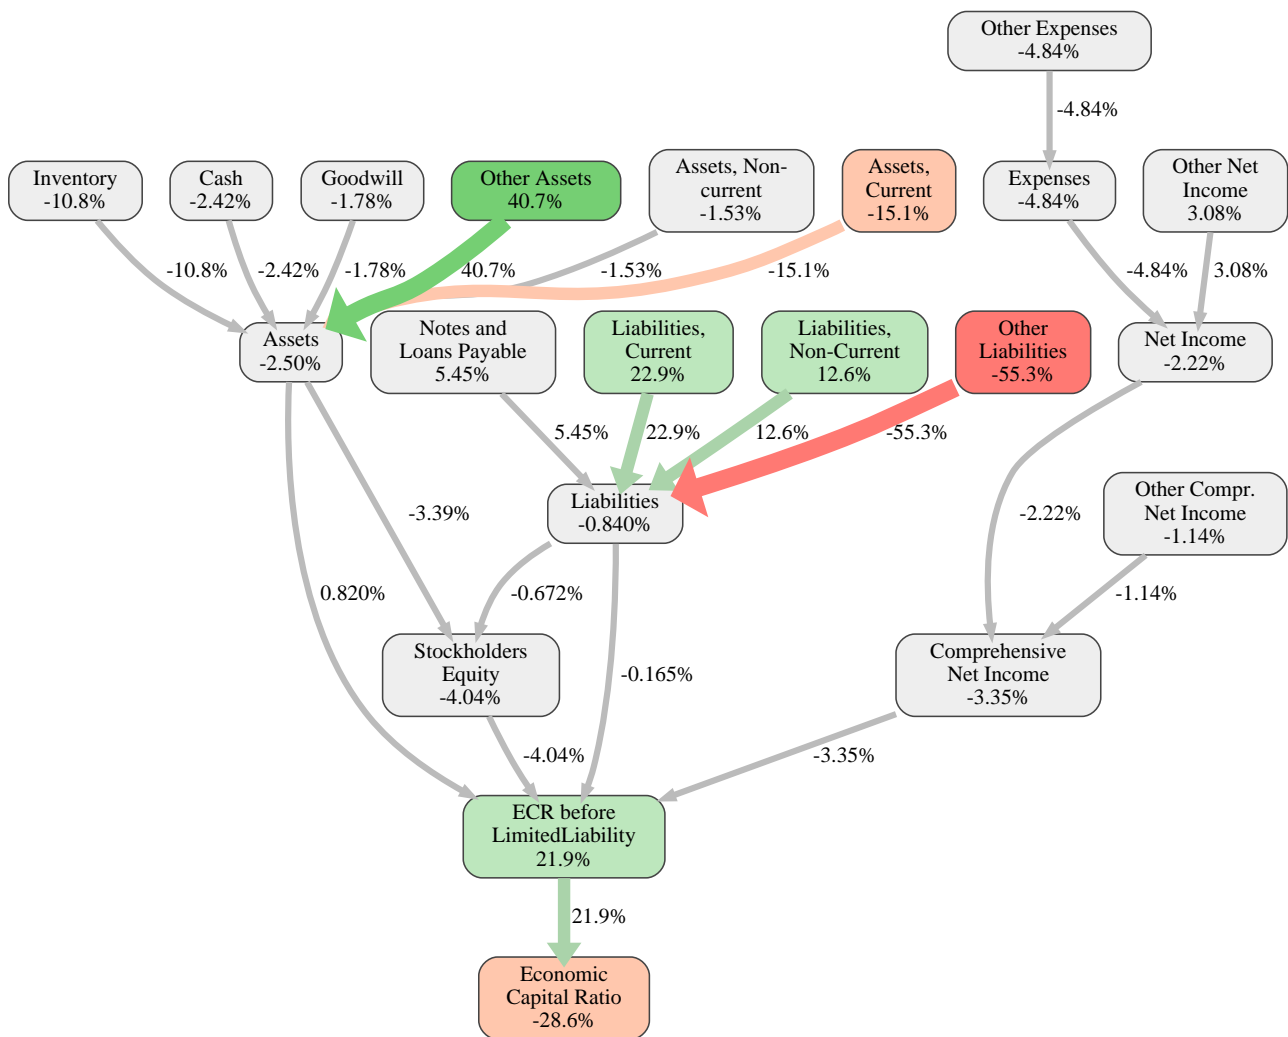 Other Expenses
-4.84%
-4.84%
Inventory
-10.8%
Cash
-2.42%
Goodwill
-1.78%
Other Assets
40.7%
Assets, Non-
current
-1.53%
Assets,
Current
-15.1%
Expenses
-4.84%
Other Net
Income
3.08%
-10.8%
-2.42%
-1.78%
40.7%
-1.53%
-15.1%
-4.84%
3.08%
Assets
-2.50%
Notes and
Loans Payable
5.45%
Liabilities,
Current
22.9%
Liabilities,
Non-Current
12.6%
Other
Liabilities
-55.3%
Net Income
-2.22%
5.45%
22.9%
12.6%
-55.3%
Liabilities
-0.840%
Other Compr.
Net Income
-1.14%
-3.39%
-2.22%
0.820%
-0.672%
-1.14%
Stockholders
Equity
-4.04%
-0.165%
Comprehensive
Net Income
-3.35%
-4.04%
-3.35%
ECR before
LimitedLiability
21.9%
21.9%
Economic
Capital Ratio
-28.6%